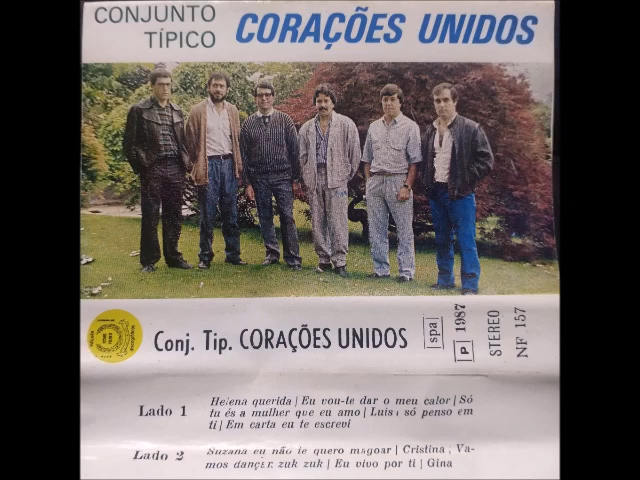 CONJUNTO
TÍPICO
CORAÇÕES UNIDOS
Conj. Tip. CORAÇÕES UNIDOS
spa
P 1987
STEREO
NF 157
Lado 1
Helena querida | Eu vou-te dar o meu calor | Só
tu és a mulher que eu amo | Luisa só penso em
ti | Em carta eu te escrevi
Lado 2
Suzana eu não te quero magoar | Cristina | Va-
mos dançar zuk zuk | Eu vivo por ti | Gina